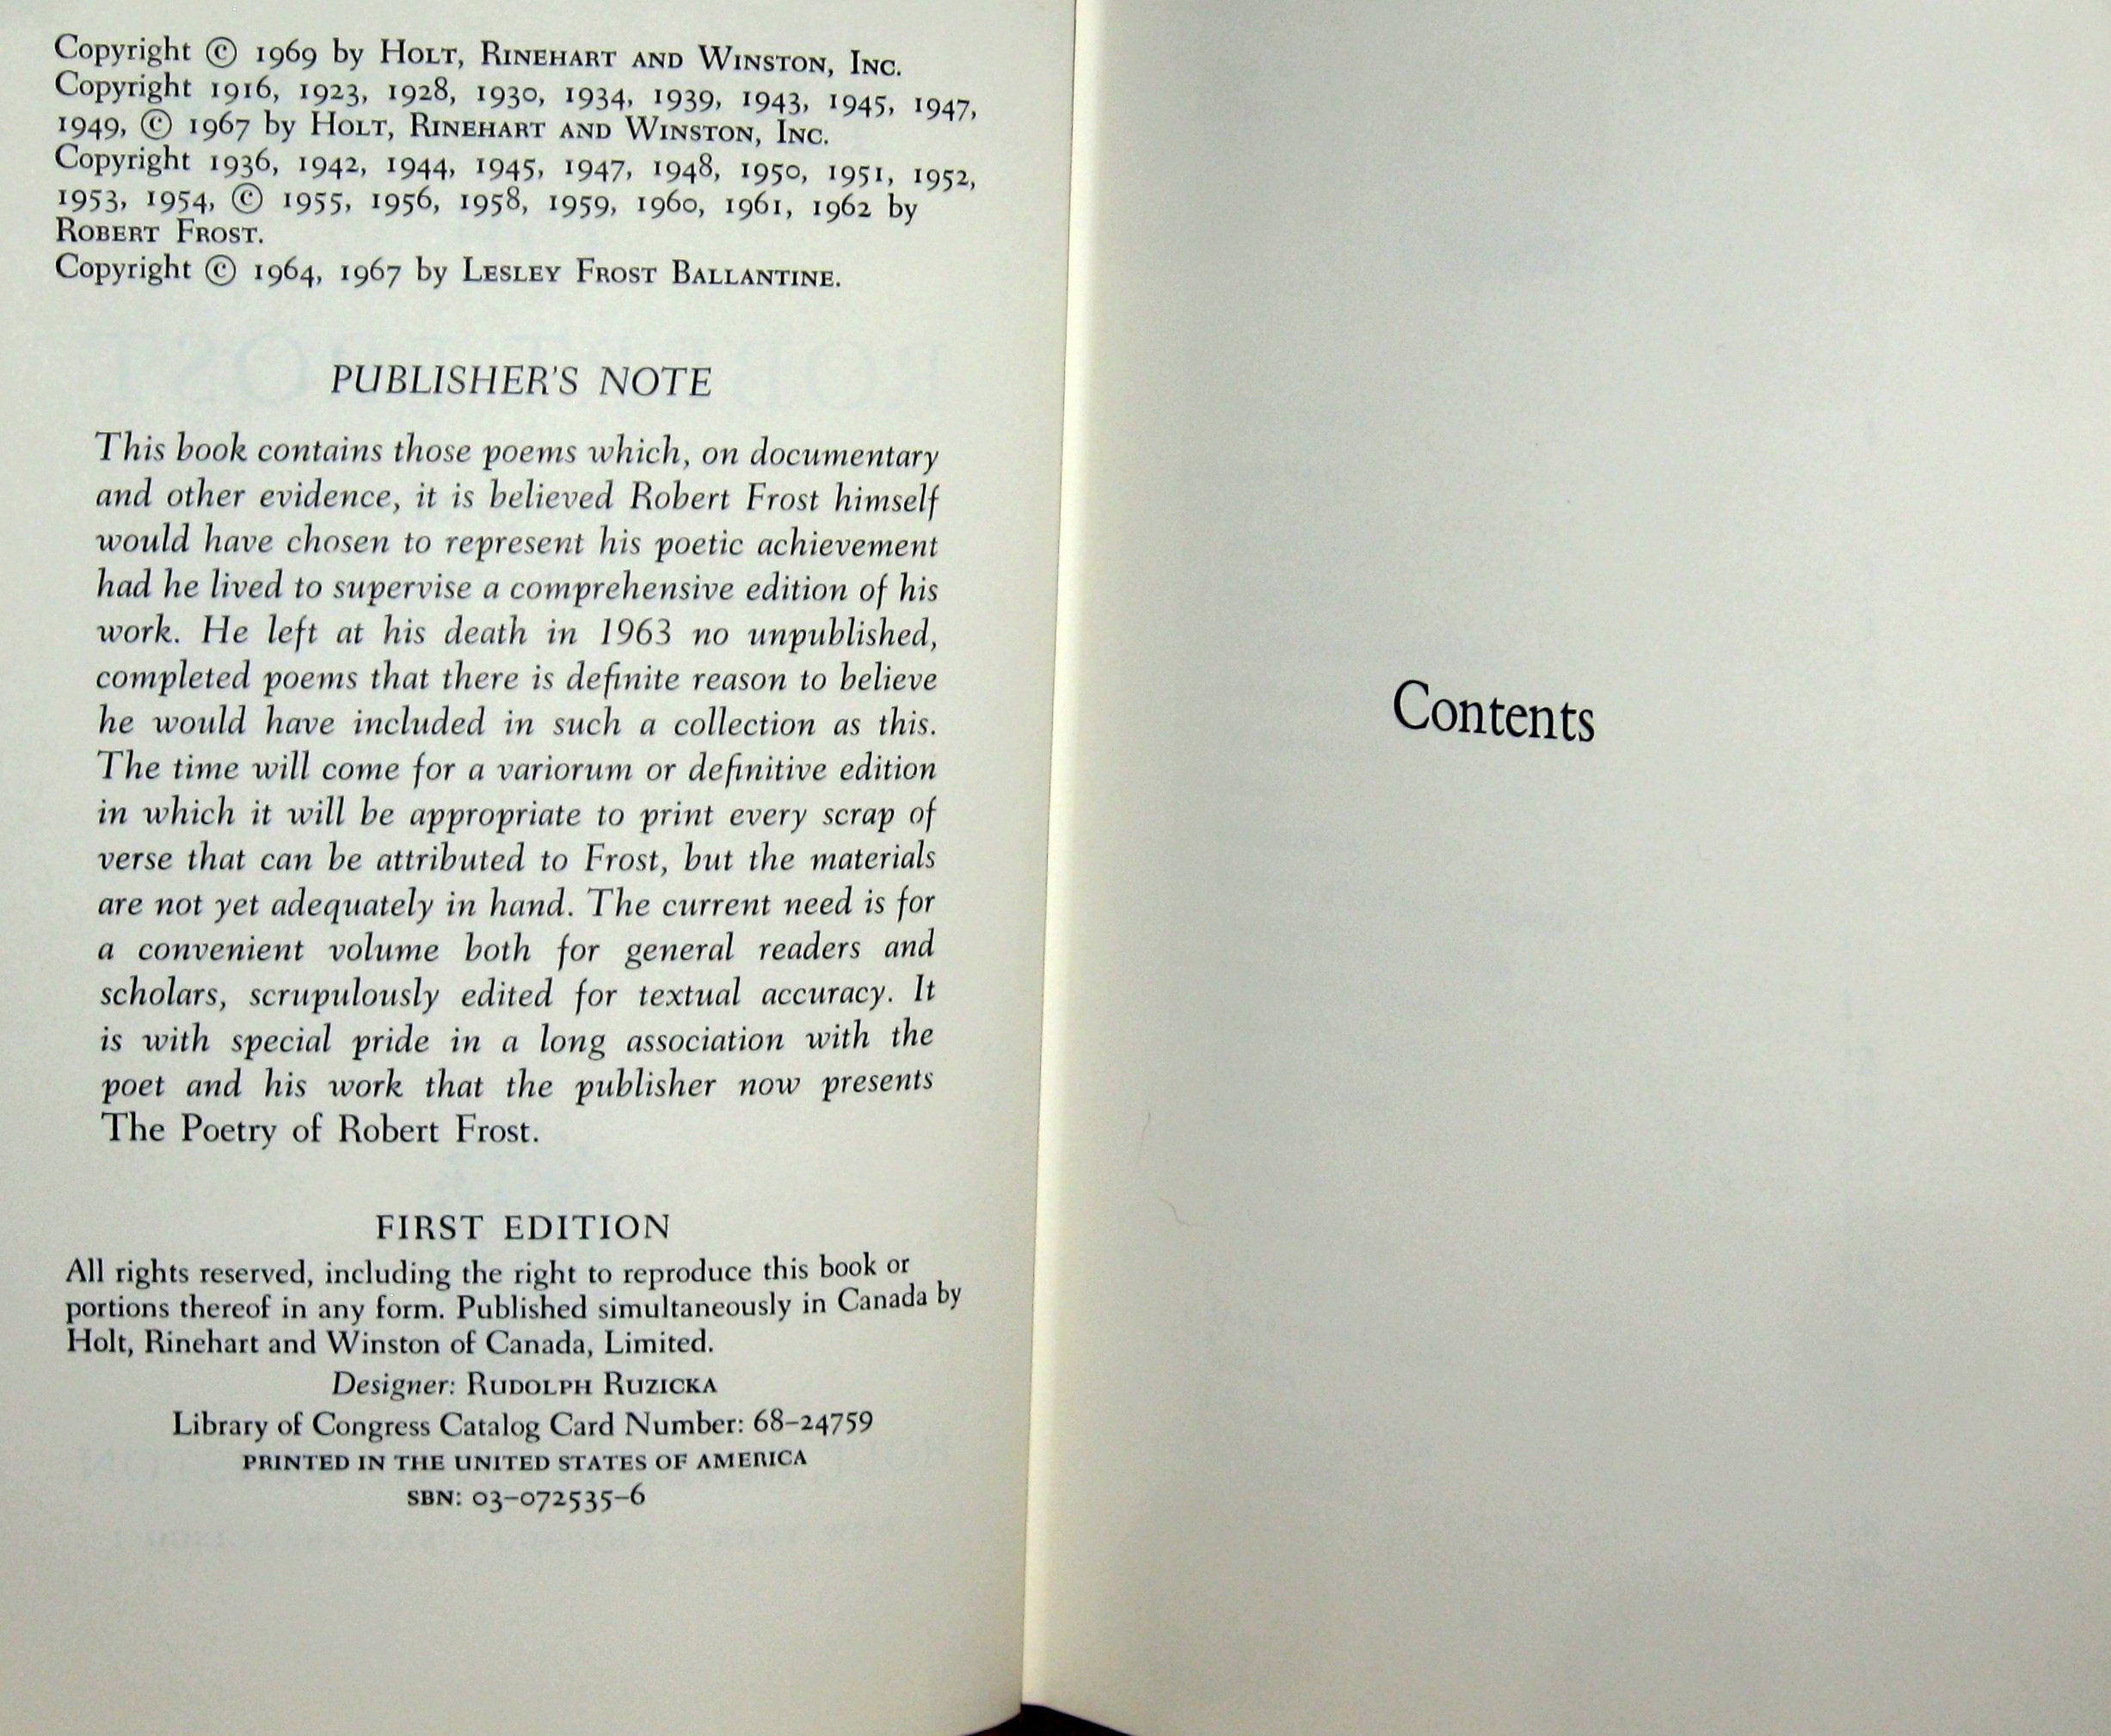 Copyright © 1969 by Holt, Rinehart and Winston, Inc.
Copyright 1916, 1923, 1928, 1930, 1934, 1939, 1943, 1945, 1947,
1949, © 1967 by Holt, Rinehart and Winston, Inc.
Copyright 1936, 1942, 1944, 1945, 1947, 1948, 1950, 1951, 1952,
1953, 1954, © 1955, 1956, 1958, 1959, 1960, 1961, 1962 by
Robert Frost.
Copyright © 1964, 1967 by Lesley Frost Ballantine.
PUBLISHER'S NOTE
This book contains those poems which, on documentary
and other evidence, it is believed Robert Frost himself
would have chosen to represent his poetic achievement
had he lived to supervise a comprehensive edition of his
work. He left at his death in 1963 no unpublished,
completed poems that there is definite reason to believe
he would have included in such a collection as this.
The time will come for a variorum or definitive edition
in which it will be appropriate to print every scrap of
verse that can be attributed to Frost, but the materials
are not yet adequately in hand. The current need is for
a convenient volume both for general readers and
scholars, scrupulously edited for textual accuracy. It
is with special pride in a long association with the
poet and his work that the publisher now presents
The Poetry of Robert Frost.
FIRST EDITION
All rights reserved, including the right to reproduce this book or
portions thereof in any form. Published simultaneously in Canada by
Holt, Rinehart and Winston of Canada, Limited.
Designer: Rudolph Ruzicka
Library of Congress Catalog Card Number: 68–24759
PRINTED IN THE UNITED STATES OF AMERICA
SBN: 03–072535–6
Contents